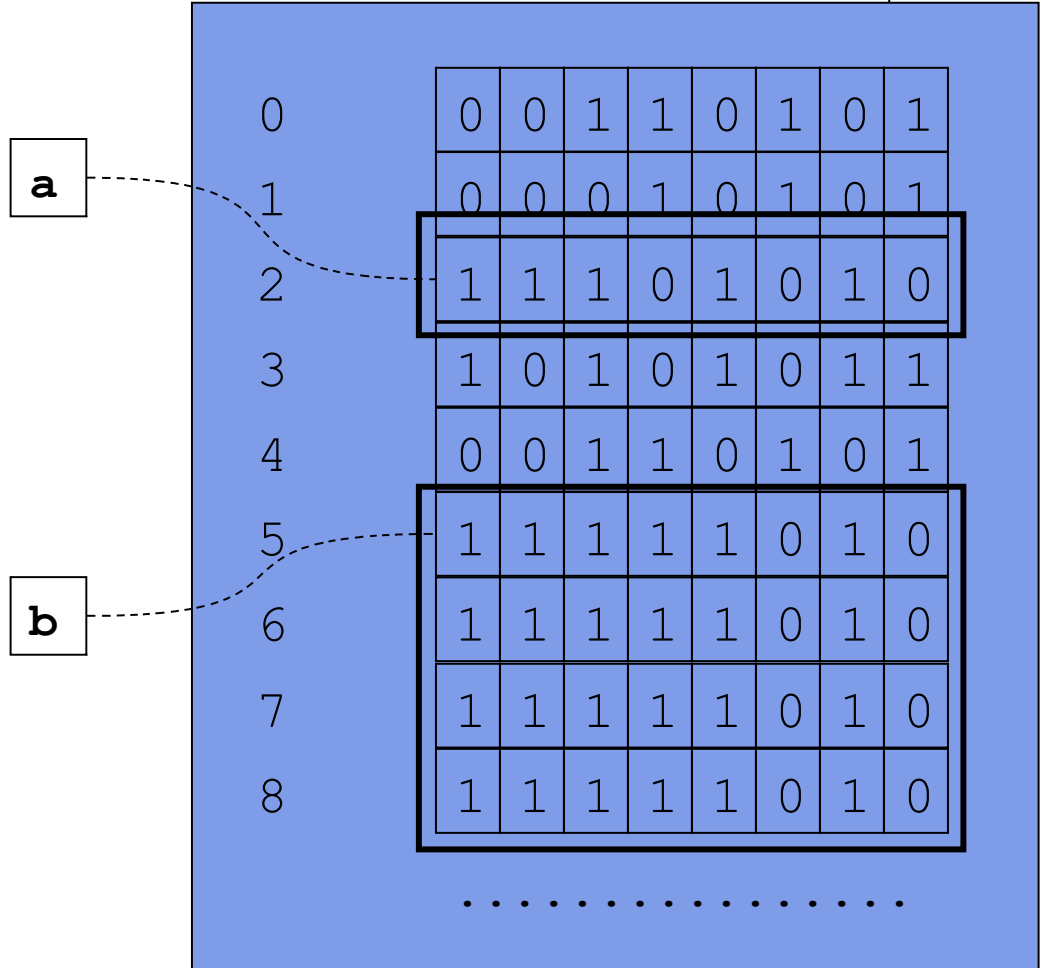 0 0 0 1 1 0 1 0 1
a
1 0 0 0 1 0 1 0 1
2 1 1 1 0 1 0 1 0
3 1 0 1 0 1 0 1 1
4 0 0 1 1 0 1 0 1
5 1 1 1 1 1 0 1 0
b
6 1 1 1 1 1 0 1 0
7 1 1 1 1 1 0 1 0
8 1 1 1 1 1 0 1 0
. . . . . . . . . . . . . . . .